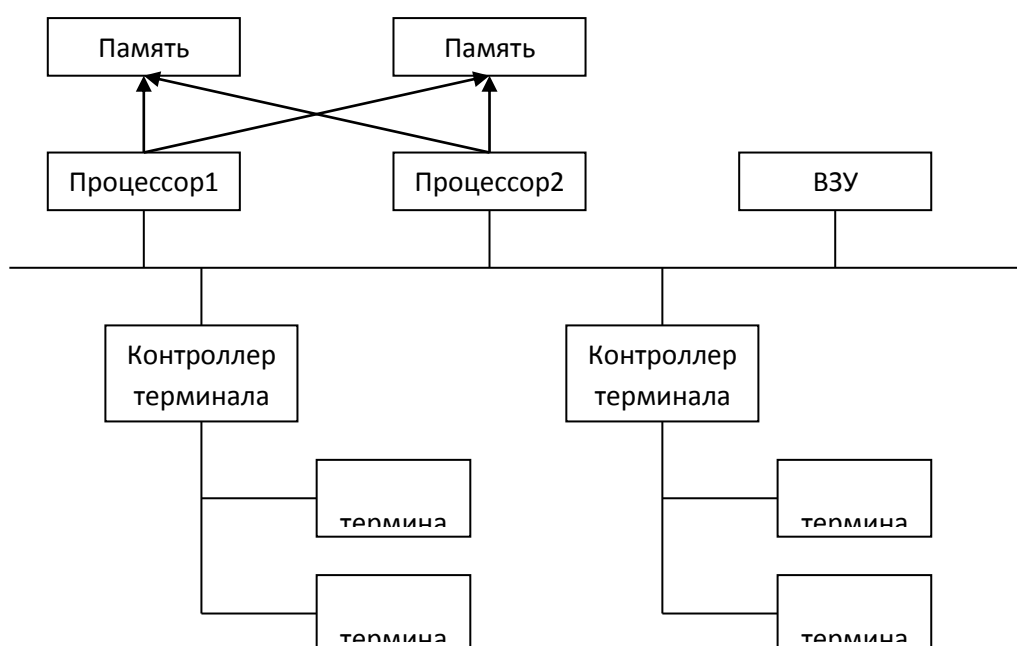 Память
Память
Процессор1
Процессор2
ВЗУ
Контроллер
терминала
Контроллер
терминала
термина
термина
термина
термина